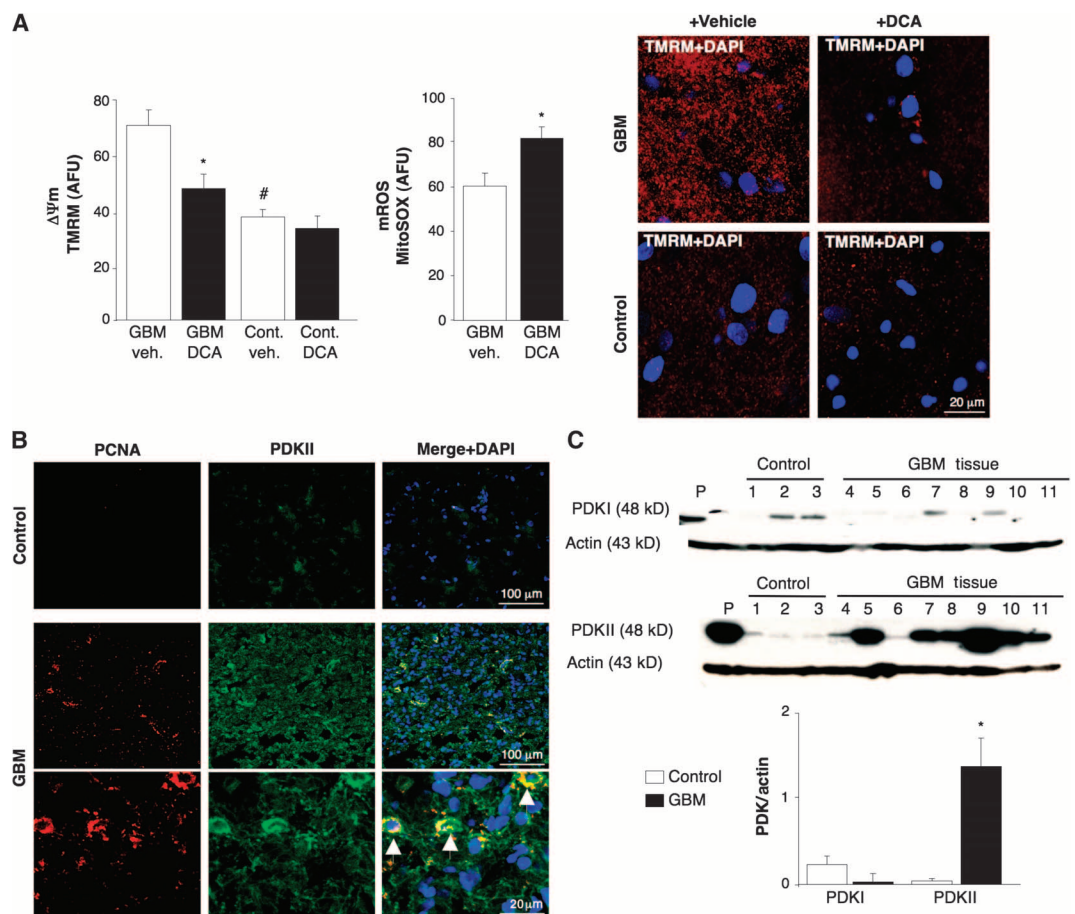 A
80
60
40
20
0
ΔΨm
TMRM (AFU)
*
#
GBM
veh.
GBM
DCA
Cont.
veh.
Cont.
DCA
100
80
60
40
20
0
mROS
MitoSOX (AFU)
*
GBM
veh.
GBM
DCA
+Vehicle
+DCA
GBM
TMRM+DAPI
TMRM+DAPI
Control
TMRM+DAPI
TMRM+DAPI
20 μm
B
PCNA
PDKII
Merge+DAPI
Control
100 μm
GBM
100 μm
20μm
C
Control
GBM tissue
P
1 2 3 4 5 6 7 8 9 10 11
PDKI (48 kD)
Actin (43 kD)
Control
GBM tissue
P
1 2 3 4 5 6 7 8 9 10 11
PDKII (48 kD)
Actin (43 kD)
Control
GBM
2
1
0
PDK/actin
*
PDKI
PDKII